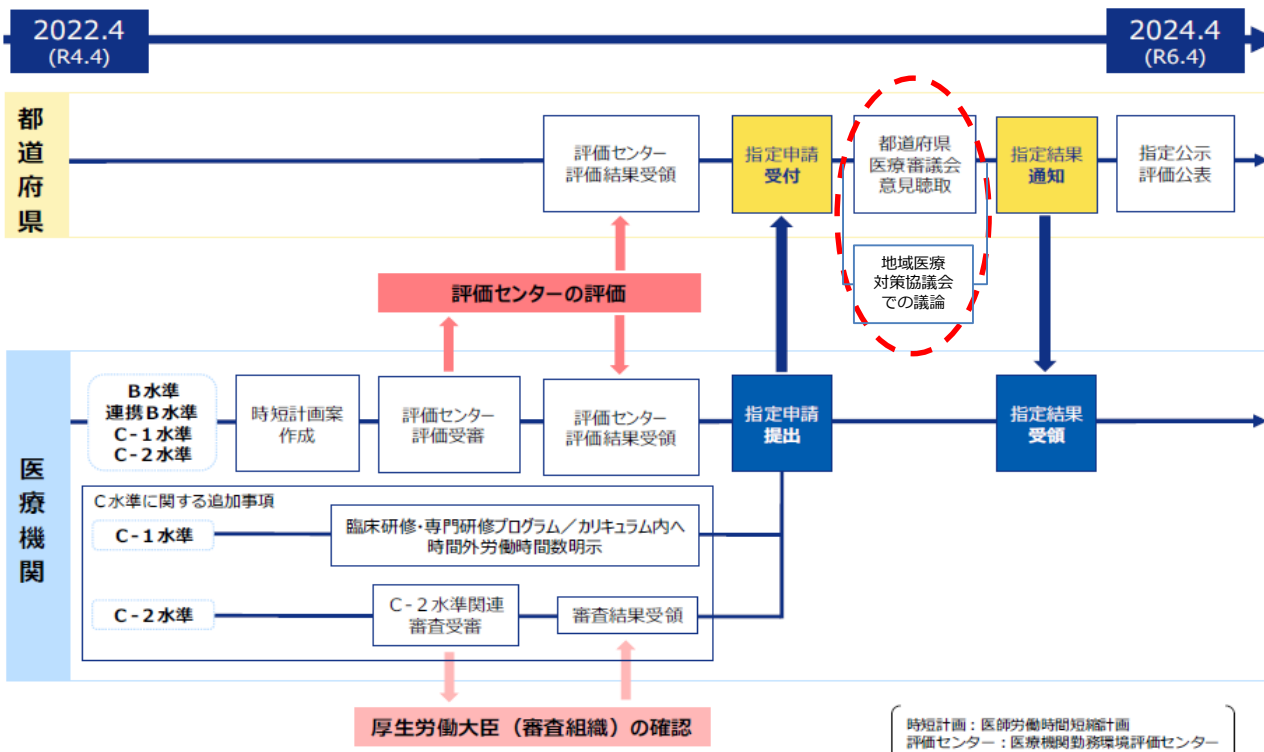 2022.4
(R4.4)
2024.4
(R6.4)
都道府県
評価センター
評価結果受領
指定申請
受付
都道府県
医療審議会
意見聴取
指定結果
通知
指定公示
評価公表
地域医療
対策協議会
での議論
評価センターの評価
医療機関
B水準
連携B水準
C-1水準
C-2水準
時短計画案
作成
評価センター
評価受審
評価センター
評価結果受領
指定申請
提出
指定結果
受領
C水準に関する追加事項
C-1水準
臨床研修・専門研修プログラム/カリキュラム内へ
時間外労働時間数明示
C-2水準
C-2水準関連
審査受審
審査結果受領
厚生労働大臣（審査組織）の確認
時短計画：医師労働時間短縮計画
評価センター：医療機関勤務環境評価センター